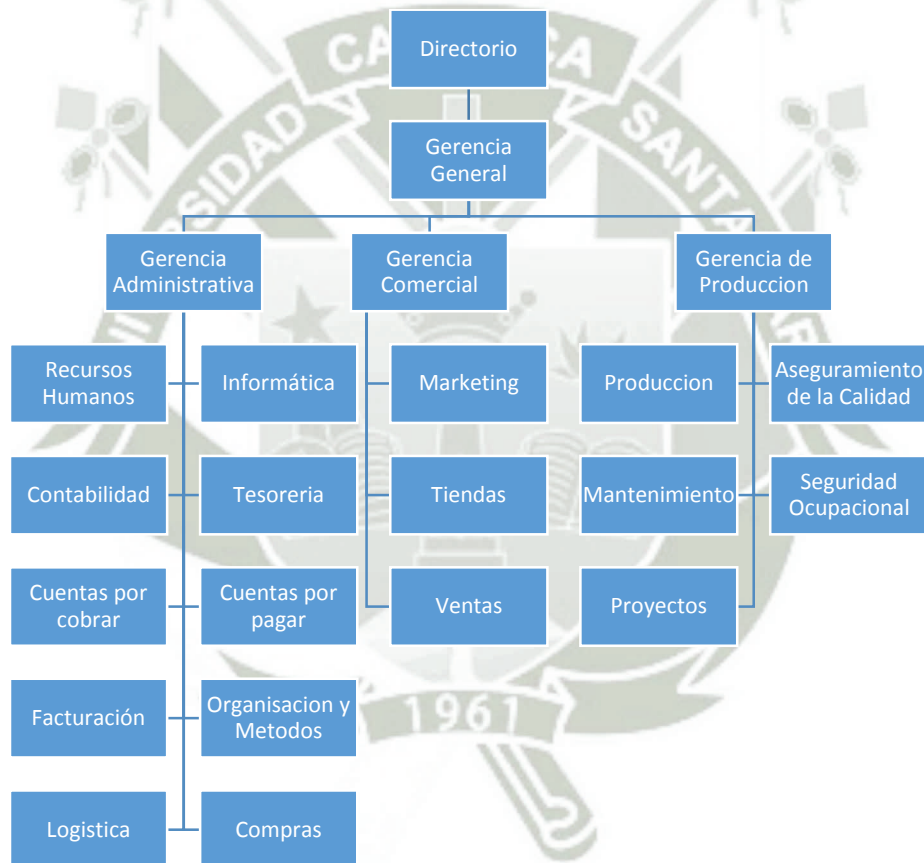 Directorio
Gerencia
General
Gerencia
Administrativa
Gerencia
Comercial
Gerencia de
Produccion
Recursos
Humanos
Informática
Marketing
Produccion
Aseguramiento
de la Calidad
Contabilidad
Tesoreria
Tiendas
Mantenimiento
Seguridad
Ocupacional
Cuentas por
cobrar
Cuentas por
pagar
Ventas
Proyectos
Facturación
Organisacion y
Metodos
Logistica
Compras
1961
SANTA